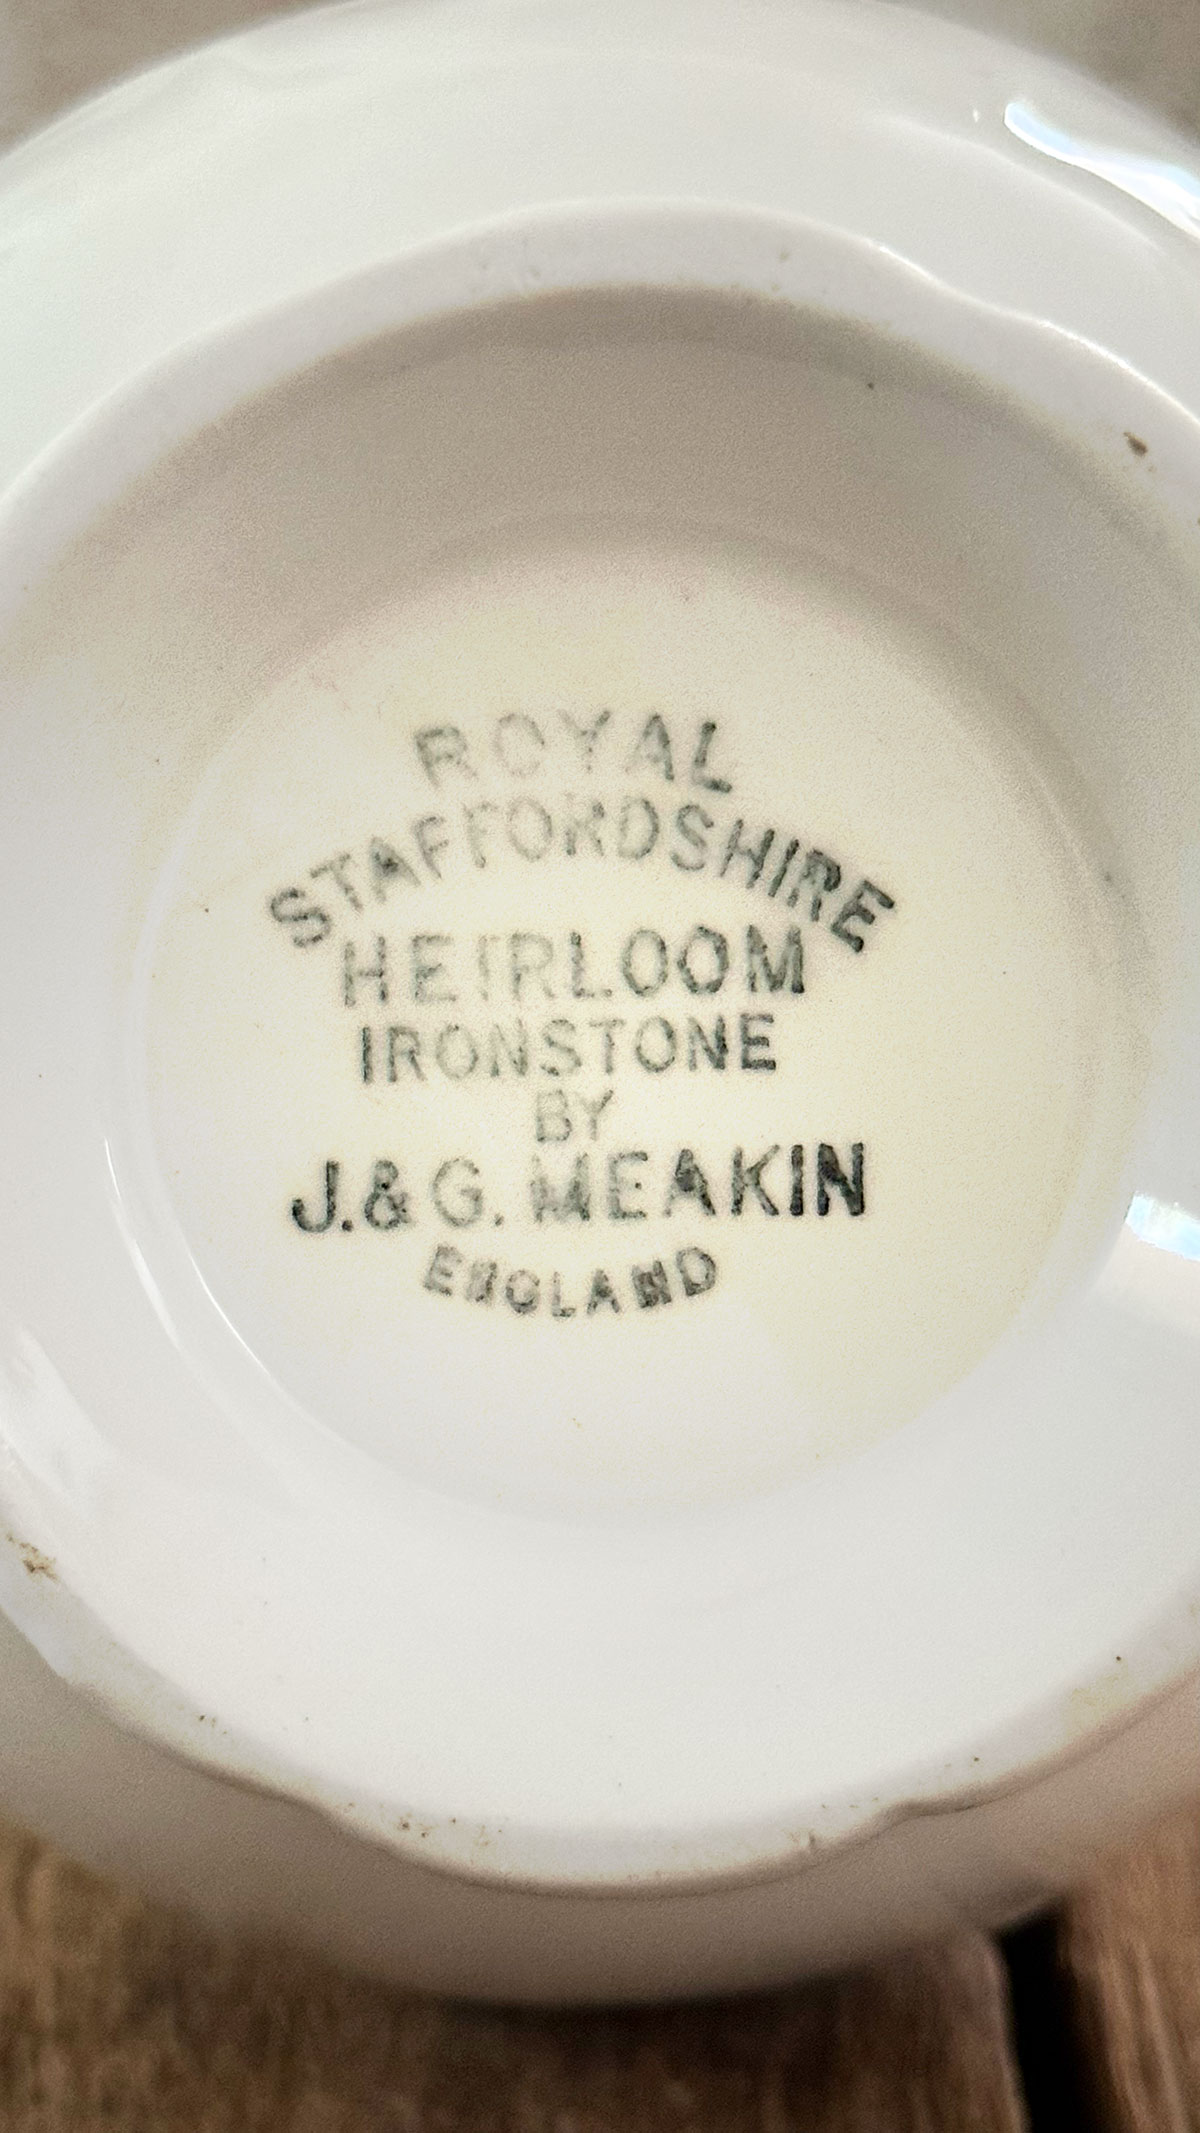 ROYAL
STAFFORDSHIRE
HEIRLOOM
IRONSTONE
BY
J.&G. MEAKIN
ENGLAND